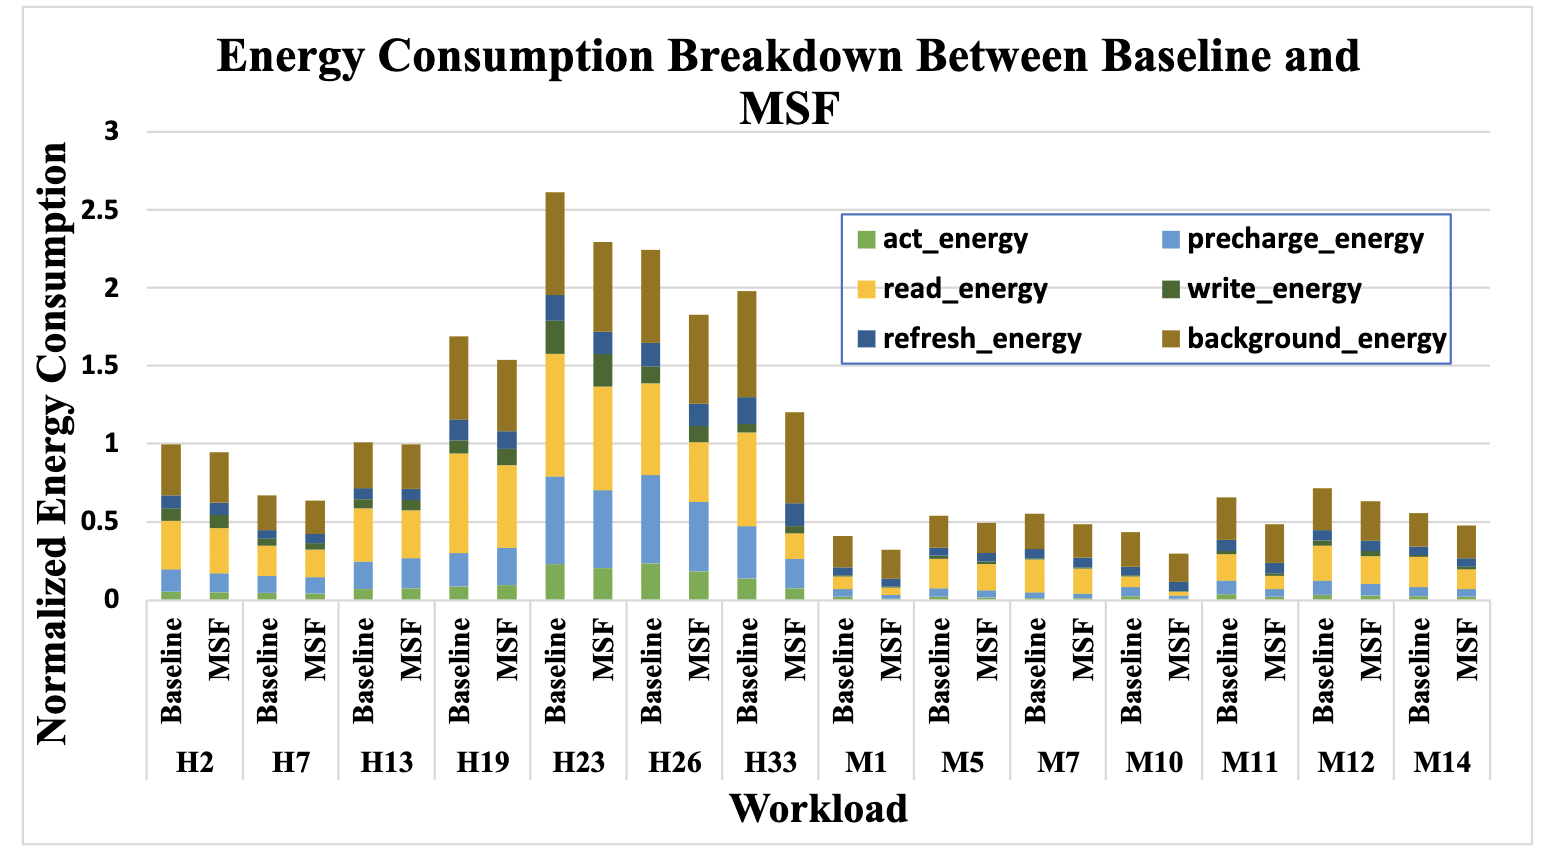 Energy Consumption Breakdown Between Baseline and
MSF
Normalized Energy Consumption
3
2.5
2
1.5
1
0.5
0
act_energy precharge_energy
read_energy write_energy
refresh_energy background_energy
Baseline MSF Baseline MSF Baseline MSF Baseline MSF Baseline MSF Baseline MSF Baseline MSF Baseline MSF Baseline MSF Baseline MSF Baseline MSF Baseline MSF Baseline MSF Baseline MSF
H2 H7 H13 H19 H23 H26 H33 M1 M5 M7 M10 M11 M12 M14
Workload